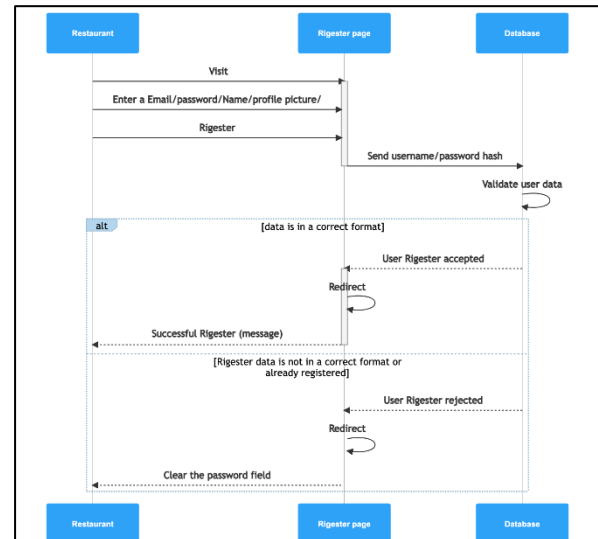 Restaurant
Rigester page
Database
Visit
Enter a Email/password/Name/profile picture/
Rigester
Send username/password hash
Validate user data
alt
[data is in a correct format]
User Rigester accepted
Redirect
Successful Rigester (message)
[Rigester data is not in a correct format or
already registered]
User Rigester rejected
Redirect
Clear the password field
Restaurant
Rigester page
Database